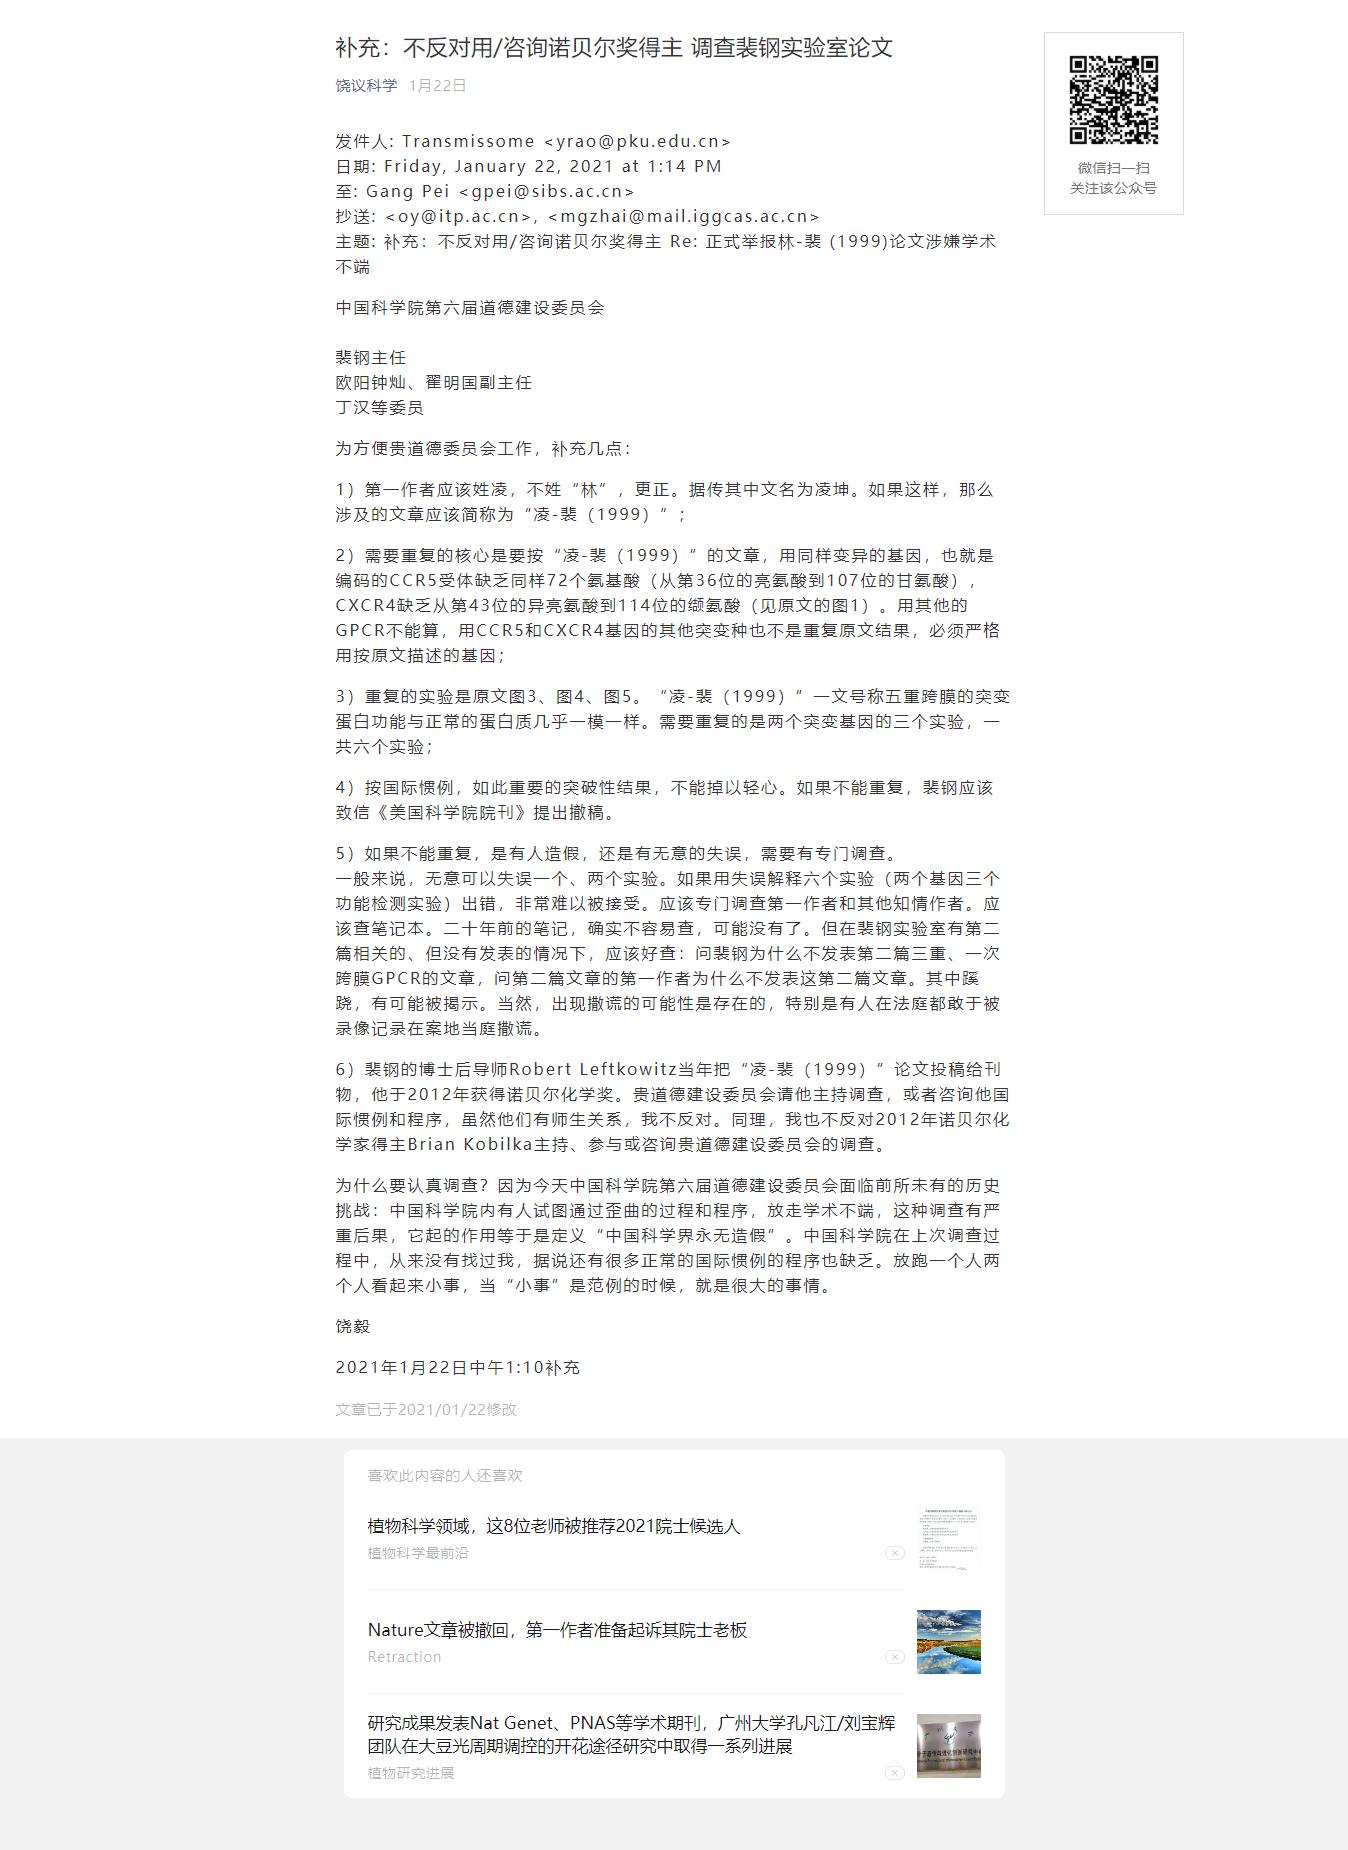 补充：不反对用/咨询诺贝尔奖得主 调查裴钢实验室论文
饶议科学 1月22日
微信扫一扫
关注该公众号
发件人: Transmissome <yrao@pku.edu.cn>
日期: Friday, January 22, 2021 at 1:14 PM
至: Gang Pei <gpei@sibs.ac.cn>
抄送: <oy@itp.ac.cn>, <mgzhai@mail.iggcas.ac.cn>
主题: 补充：不反对用/咨询诺贝尔奖得主 Re: 正式举报林-裴 (1999)论文涉嫌学术
不端
中国科学院第六届道德建设委员会
裴钢主任
欧阳钟灿、翟明国副主任
丁汉等委员
为方便贵道德委员会工作，补充几点：
1）第一作者应该姓凌，不姓“林”，更正。据传其中文名为凌坤。如果这样，那么
涉及的文章应该简称为“凌-裴（1999）”；
2）需要重复的核心是要按“凌-裴（1999）”的文章，用同样变异的基因，也就是
编码的CCR5受体缺乏同样72个氨基酸（从第36位的亮氨酸到107位的甘氨酸），
CXCR4缺乏从第43位的异亮氨酸到114位的缬氨酸（见原文的图1）。用其他的
GPCR不能算，用CCR5和CXCR4基因的其他突变种也不是重复原文结果，必须严格
用按原文描述的基因；
3）重复的实验是原文图3、图4、图5。“凌-裴（1999）”一文号称五重跨膜的突变
蛋白功能与正常的蛋白质几乎一模一样。需要重复的是两个突变基因的三个实验，一
共六个实验；
4）按国际惯例，如此重要的突破性结果，不能掉以轻心。如果不能重复，裴钢应该
致信《美国科学院院刊》提出撤稿。
5）如果不能重复，是有人造假，还是有无意的失误，需要有专门调查。
一般来说，无意可以失误一个、两个实验。如果用失误解释六个实验（两个基因三个
功能检测实验）出错，非常难以被接受。应该专门调查第一作者和其他知情作者。应
该查笔记本。二十年前的笔记，确实不容易查，可能没有了。但在裴钢实验室有第二
篇相关的、但没有发表的情况下，应该好查：问裴钢为什么不发表第二篇三重、一次
跨膜GPCR的文章，问第二篇文章的第一作者为什么不发表这第二篇文章。其中蹊
跷，有可能被揭示。当然，出现撒谎的可能性是存在的，特别是有人在法庭都敢于被
录像记录在案地当庭撒谎。
6）裴钢的博士后导师Robert Leftkowitz当年把“凌-裴（1999）”论文投稿给刊
物，他于2012年获得诺贝尔化学奖。贵道德建设委员会请他主持调查，或者咨询他国
际惯例和程序，虽然他们有师生关系，我不反对。同理，我也不反对2012年诺贝尔化
学家得主Brian Kobilka主持、参与或咨询贵道德建设委员会的调查。
为什么要认真调查？因为今天中国科学院第六届道德建设委员会面临前所未有的历史
挑战：中国科学院内有人试图通过歪曲的过程和程序，放走学术不端，这种调查有严
重后果，它起的作用等于是定义“中国科学界永无造假”。中国科学院在上次调查过
程中，从来没有找过我，据说还有很多正常的国际惯例的程序也缺乏。放跑一个人两
个人看起来小事，当“小事”是范例的时候，就是很大的事情。
饶毅
2021年1月22日中午1:10补充
文章已于2021/01/22修改
喜欢此内容的人还喜欢
植物科学领域，这8位老师被推荐2021院士候选人
植物科学最前沿
Nature文章被撤回，第一作者准备起诉其院士老板
Retraction
研究成果发表Nat Genet、PNAS等学术期刊，广州大学孔凡江/刘宝辉
团队在大豆光周期调控的开花途径研究中取得一系列进展
植物研究进展